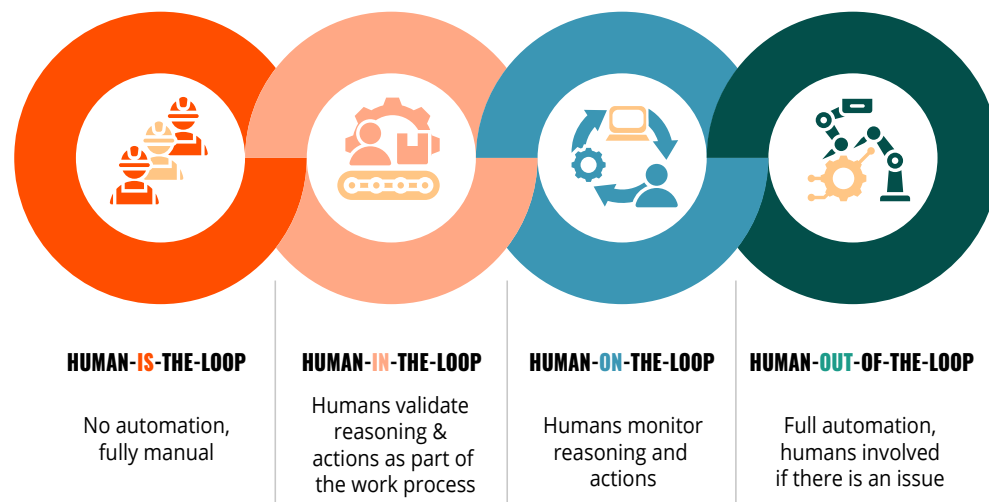 HUMAN-IS-THE-LOOP
No automation,
fully manual
HUMAN-IN-THE-LOOP
Humans validate
reasoning &
actions as part of
the work process
HUMAN-ON-THE-LOOP
Humans monitor
reasoning and
actions
HUMAN-OUT-OF-THE-LOOP
Full automation,
humans involved
if there is an issue